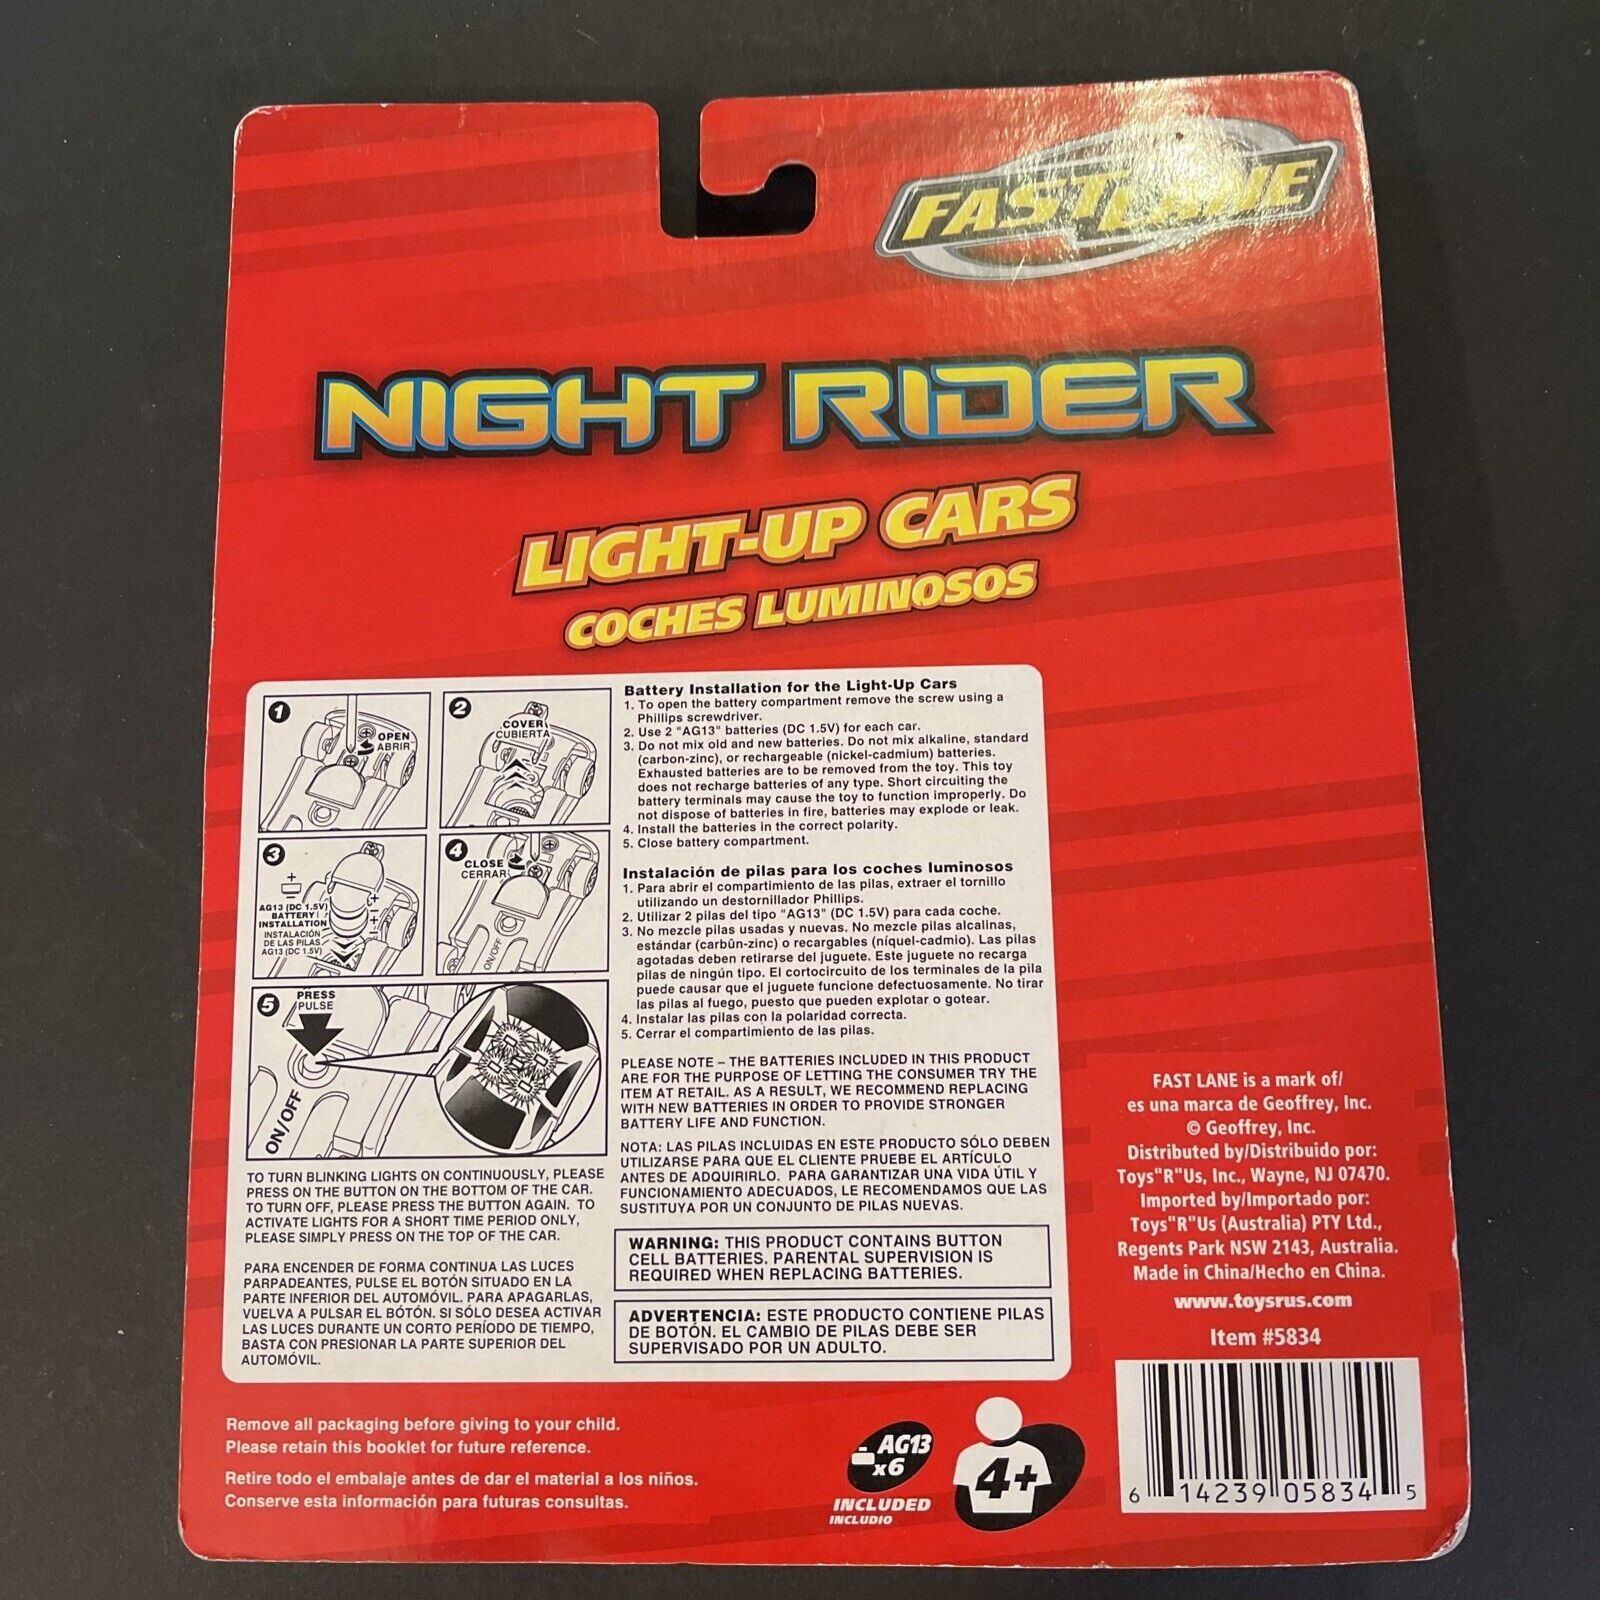 FAST LANE
NIGHT RIDER
LIGHT-UP CARS
COCHES LUMINOSOS
1
OPEN
ABRIR
2
COVER
CUBIERTA
3
AG13 (DC 1.5V)
BATTERY
INSTALLATION
INSTALACIÓN
DE LAS PILAS
AG13 (DC 1.5V)
4
CLOSE
CERRAR
ON/OFF
5
PRESS
PULSE
ON/OFF
TO TURN BLINKING LIGHTS ON CONTINUOUSLY, PLEASE
PRESS ON THE BUTTON ON THE BOTTOM OF THE CAR.
TO TURN OFF, PLEASE PRESS THE BUTTON AGAIN. TO
ACTIVATE LIGHTS FOR A SHORT TIME PERIOD ONLY,
PLEASE SIMPLY PRESS ON THE TOP OF THE CAR.
PARA ENCENDER DE FORMA CONTINUA LAS LUCES
PARPADEANTES, PULSE EL BOTÓN SITUADO EN LA
PARTE INFERIOR DEL AUTOMÓVIL. PARA APAGARLAS,
VUELVA A PULSAR EL BÓTÓN. SI SÓLO DESEA ACTIVAR
LAS LUCES DURANTE UN CORTO PERÍODO DE TIEMPO,
BASTA CON PRESIONAR LA PARTE SUPERIOR DEL
AUTOMÓVIL.
Battery Installation for the Light-Up Cars
1. To open the battery compartment remove the screw using a
Phillips screwdriver.
2. Use 2 "AG13" batteries (DC 1.5V) for each car.
3. Do not mix old and new batteries. Do not mix alkaline, standard
(carbon-zinc), or rechargeable (nickel-cadmium) batteries.
Exhausted batteries are to be removed from the toy. This toy
does not recharge batteries of any type. Short circuiting the
battery terminals may cause the toy to function improperly. Do
not dispose of batteries in fire, batteries may explode or leak.
4. Install the batteries in the correct polarity.
5. Close battery compartment.
Instalación de pilas para los coches luminosos
1. Para abrir el compartimiento de las pilas, extraer el tornillo
utilizando un destornillador Phillips.
2. Utilizar 2 pilas del tipo "AG13" (DC 1.5V) para cada coche.
3. No mezcle pilas usadas y nuevas. No mezcle pilas alcalinas,
estándar (carbûn-zinc) o recargables (níquel-cadmio). Las pilas
agotadas deben retirarse del juguete. Este juguete no recarga
pilas de ningún tipo. El cortocircuito de los terminales de la pila
puede causar que el juguete funcione defectuosamente. No tirar
las pilas al fuego, puesto que pueden explotar o gotear.
4. Instalar las pilas con la polaridad correcta.
5. Cerrar el compartimiento de las pilas.
PLEASE NOTE – THE BATTERIES INCLUDED IN THIS PRODUCT
ARE FOR THE PURPOSE OF LETTING THE CONSUMER TRY THE
ITEM AT RETAIL. AS A RESULT, WE RECOMMEND REPLACING
WITH NEW BATTERIES IN ORDER TO PROVIDE STRONGER
BATTERY LIFE AND FUNCTION.
NOTA: LAS PILAS INCLUIDAS EN ESTE PRODUCTO SÓLO DEBEN
UTILIZARSE PARA QUE EL CLIENTE PRUEBE EL ARTÍCULO
ANTES DE ADQUIRIRLO. PARA GARANTIZAR UNA VIDA ÚTIL Y
FUNCIONAMIENTO ADECUADOS, LE RECOMENDAMOS QUE LAS
SUSTITUYA POR UN CONJUNTO DE PILAS NUEVAS.
WARNING: THIS PRODUCT CONTAINS BUTTON
CELL BATTERIES. PARENTAL SUPERVISION IS
REQUIRED WHEN REPLACING BATTERIES.
ADVERTENCIA: ESTE PRODUCTO CONTIENE PILAS
DE BOTÓN. EL CAMBIO DE PILAS DEBE SER
SUPERVISADO POR UN ADULTO.
FAST LANE is a mark of/
es una marca de Geoffrey, Inc.
© Geoffrey, Inc.
Distributed by/Distribuido por:
Toys"R"Us, Inc., Wayne, NJ 07470.
Imported by/Importado por:
Toys"R"Us (Australia) PTY Ltd.,
Regents Park NSW 2143, Australia.
Made in China/Hecho en China.
www.toysrus.com
Item #5834
6 14239 05834 5
Remove all packaging before giving to your child.
Please retain this booklet for future reference.
Retire todo el embalaje antes de dar el material a los niños.
Conserve esta información para futuras consultas.
AG13
x6
INCLUDED
INCLUDIO
4+